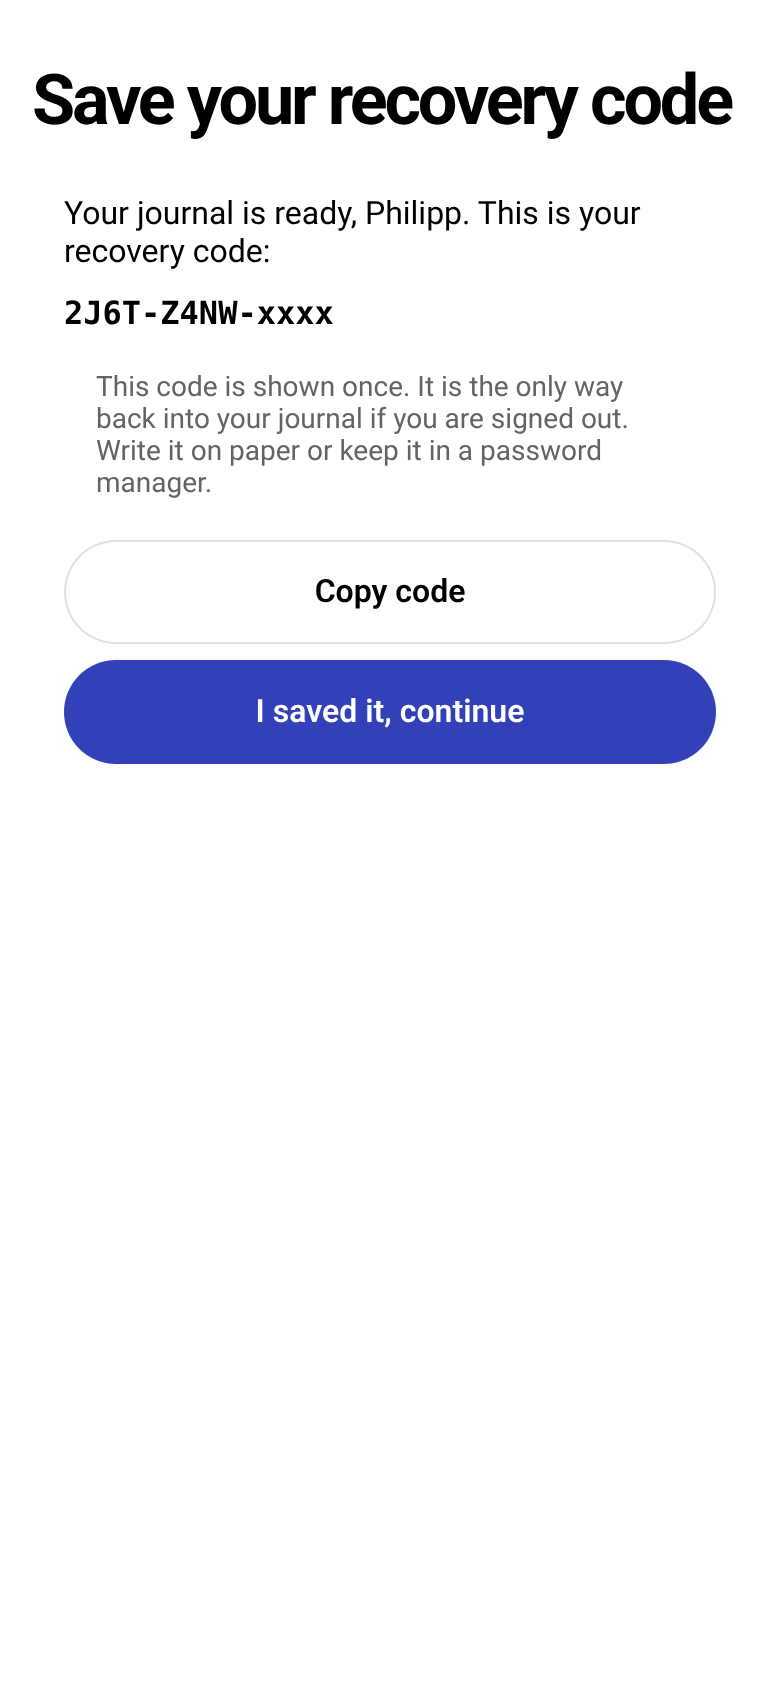 Save your recovery code
Your journal is ready, Philipp. This is your
recovery code:
2J6T-Z4NW-xxxx
This code is shown once. It is the only way
back into your journal if you are signed out.
Write it on paper or keep it in a password
manager.
Copy code
I saved it, continue